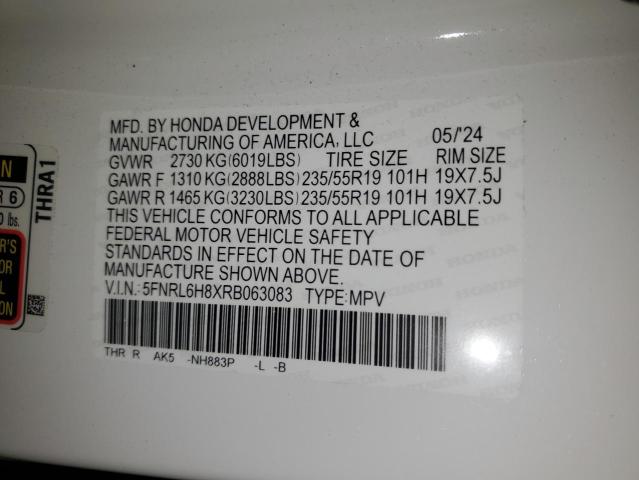 MFD. BY HONDA DEVELOPMENT &
MANUFACTURING OF AMERICA, LLC 05/'24
GVWR 2730 KG(6019LBS) TIRE SIZE RIM SIZE
GAWR F 1310 KG(2888LBS) 235/55R19 101H 19X7.5J
GAWR R 1465 KG(3230LBS) 235/55R19 101H 19X7.5J
THIS VEHICLE CONFORMS TO ALL APPLICABLE
FEDERAL MOTOR VEHICLE SAFETY
STANDARDS IN EFFECT ON THE DATE OF
MANUFACTURE SHOWN ABOVE.
V.I.N.: 5FNRL6H8XRB063083 TYPE:MPV
THR R AK5 -NH883P -L -B
THRA1
6
lbs.